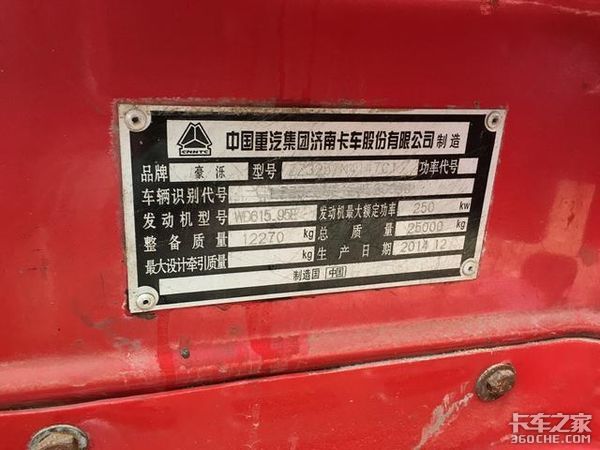 CNHTC 中国重汽集团济南卡车股份有限公司 制造
品牌 豪泺 型号 功率代号
车辆识别代号
发动机型号 WD615.95E 发动机最大额定功率 250 kw
整备质量 12270 kg 总质量 25000 kg
最大设计牵引质量 kg 生产日期 2014 12
制造国 中国
卡车之家
360CHE.COM